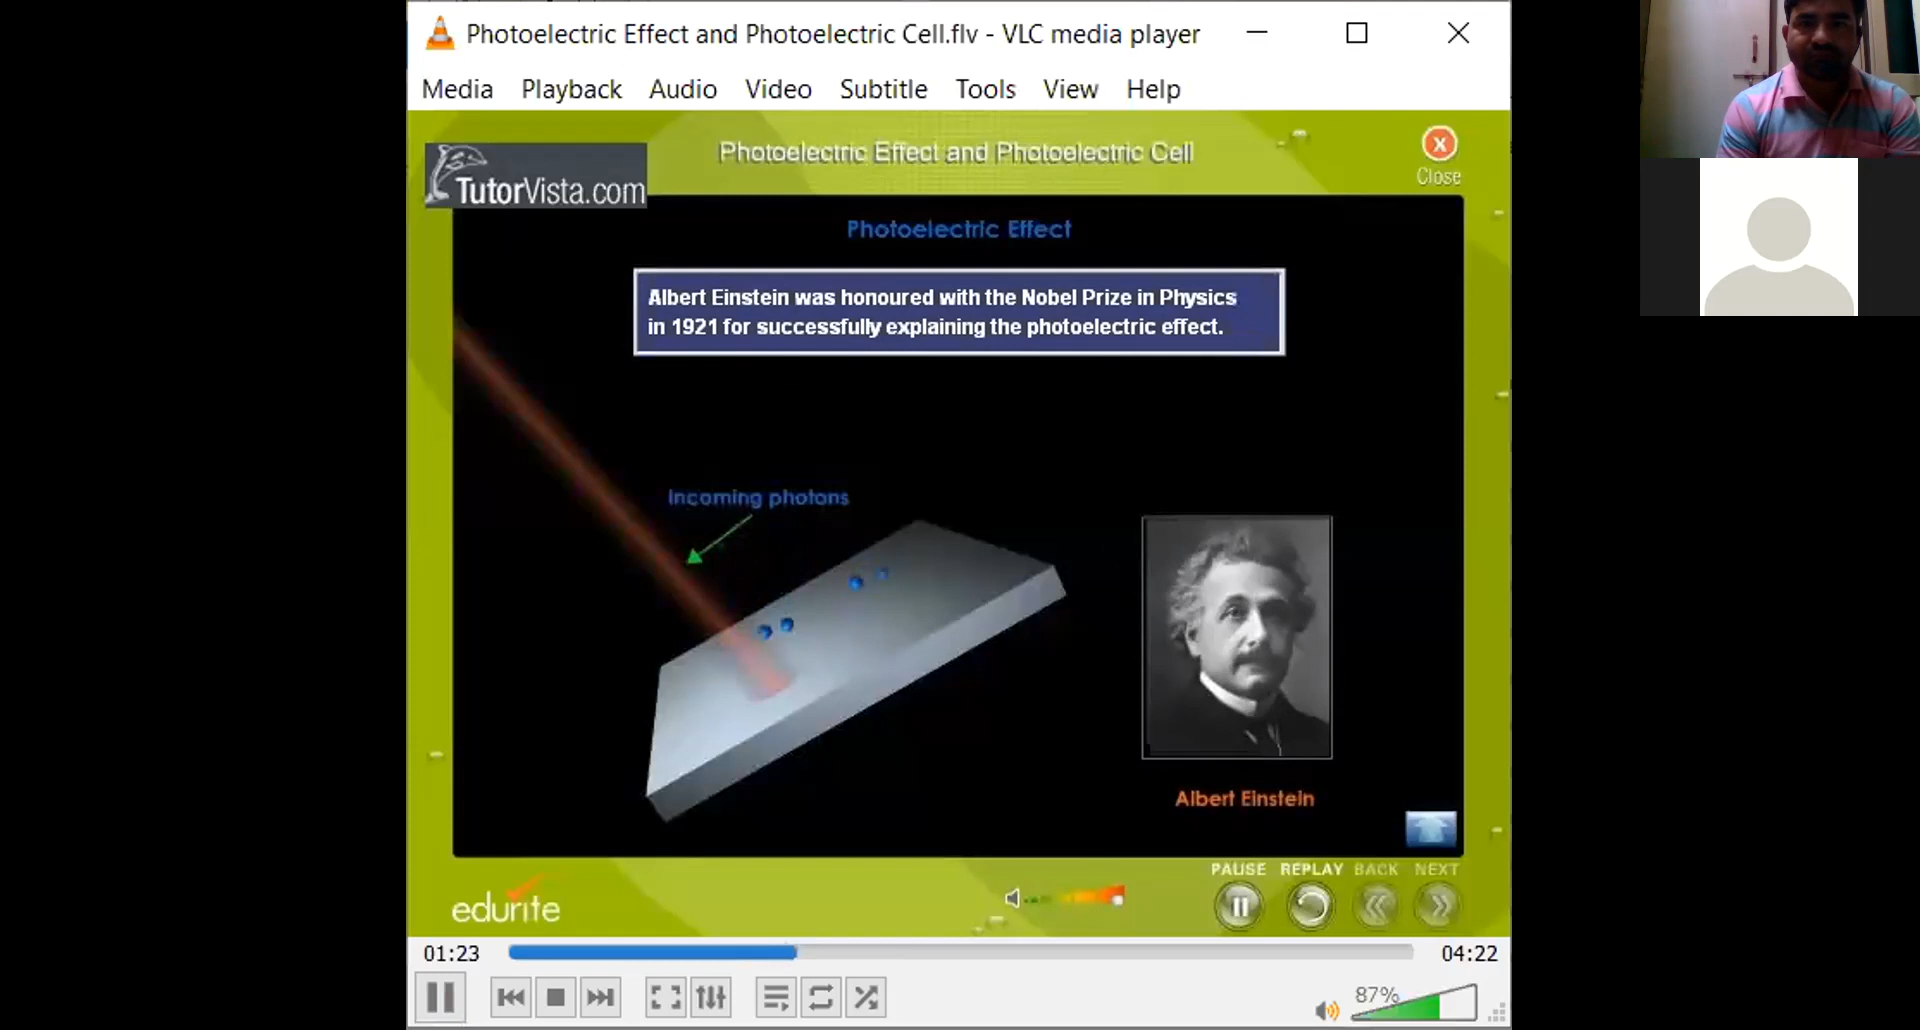 Photoelectric Effect and Photoelectric Cell.flv - VLC media player
Media Playback Audio Video Subtitle Tools View Help
TutorVista.com
Photoelectric Effect and Photoelectric Cell
X
Close
Photoelectric Effect
Albert Einstein was honoured with the Nobel Prize in Physics
in 1921 for successfully explaining the photoelectric effect.
Incoming photons
Albert Einstein
edurite
PAUSE REPLAY BACK NEXT
01:23
04:22
87%